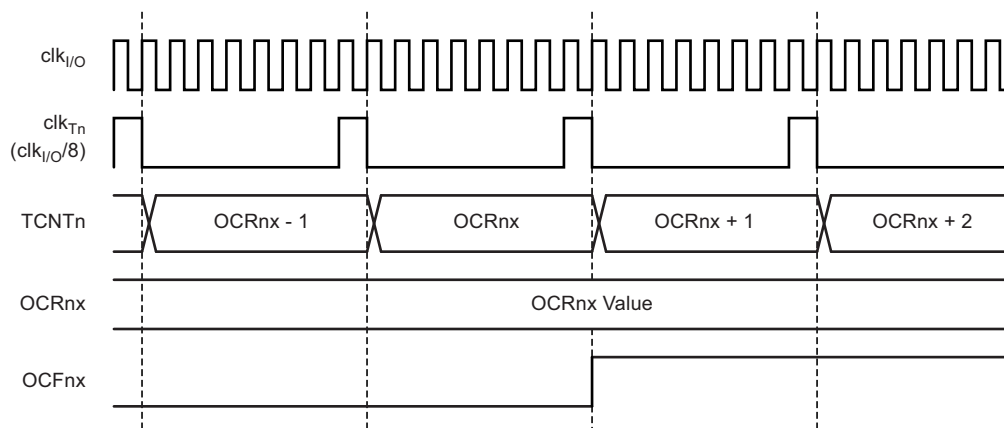 clkI/O
clkTn
(clkI/O/8)
TCNTn
OCRnx - 1
OCRnx
OCRnx + 1
OCRnx + 2
OCRnx
OCRnx Value
OCFnx